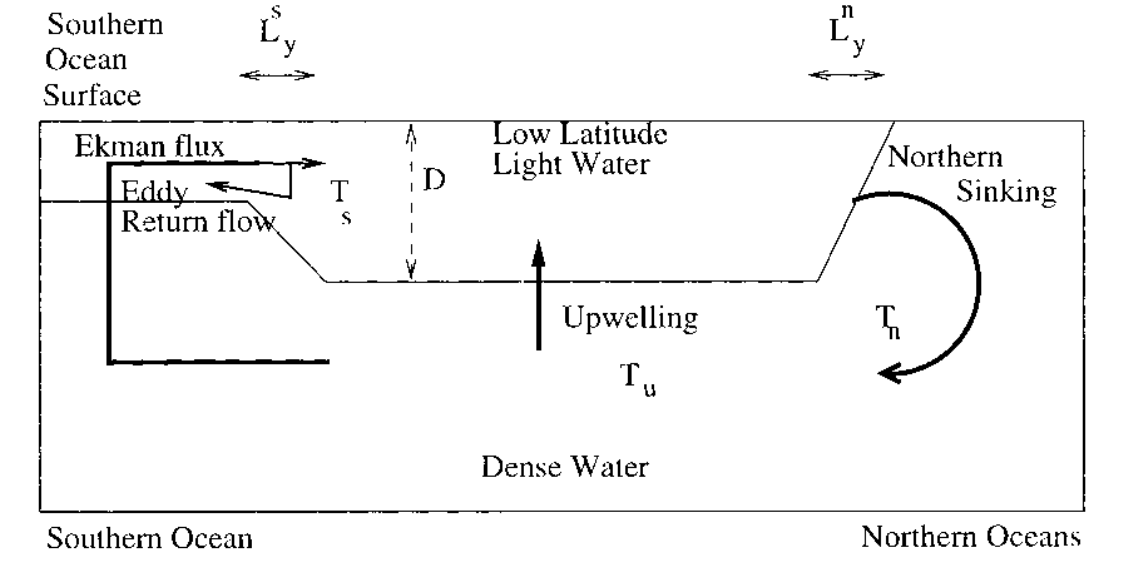 Southern
Ocean
Surface
L_y^s
L_y^n
Ekman flux
Eddy
Return flow
T_s
D
Low Latitude
Light Water
Northern
Sinking
Upwelling
T_u
T_n
Dense Water
Southern Ocean
Northern Oceans